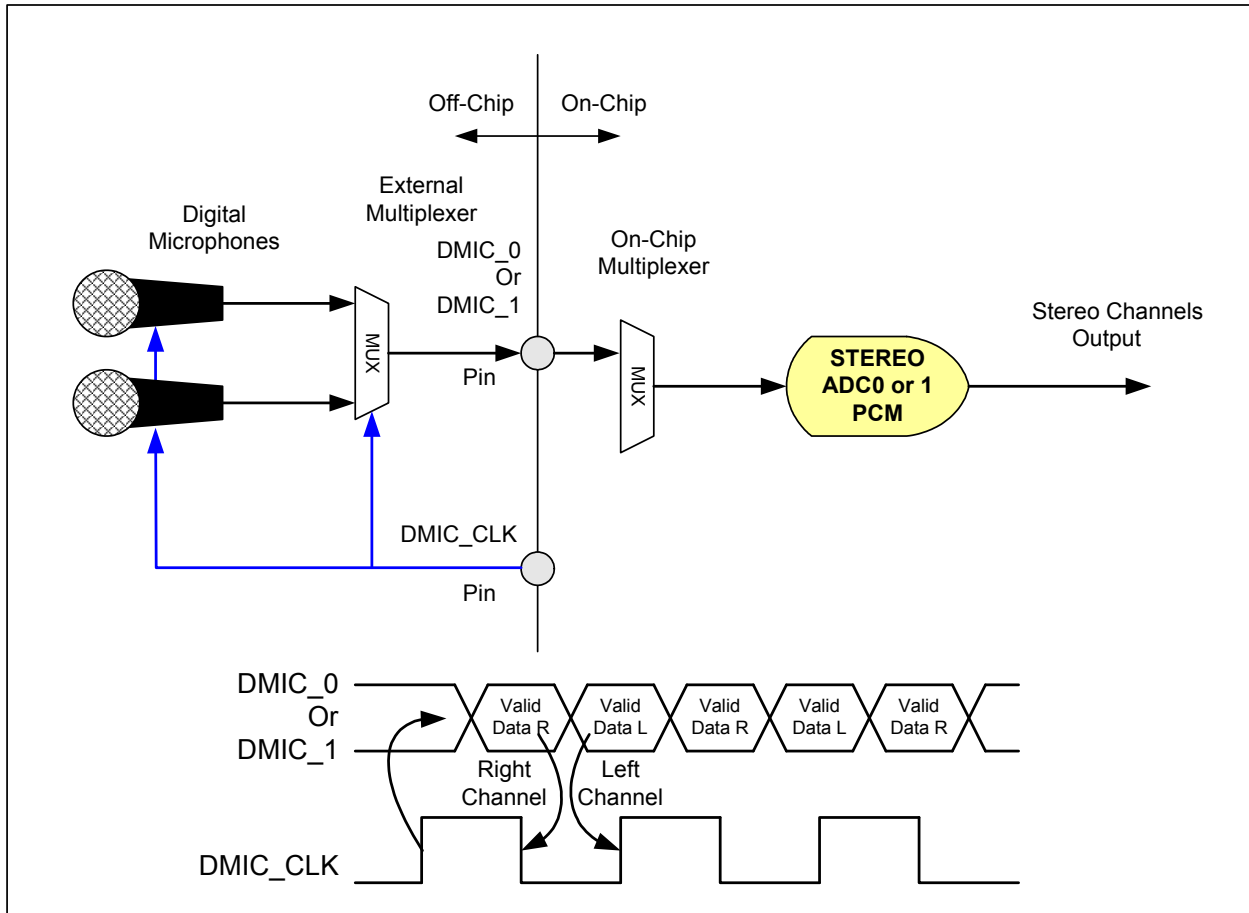 Off-Chip
On-Chip
Digital
Microphones
External
Multiplexer
DMIC_0
Or
DMIC_1
On-Chip
Multiplexer
Stereo Channels
Output
MUX
Pin
MUX
STEREO
ADC0 or 1
PCM
DMIC_CLK
Pin
DMIC_0
Or
DMIC_1
Valid
Data R
Valid
Data L
Valid
Data R
Valid
Data L
Valid
Data R
Right
Channel
Left
Channel
DMIC_CLK